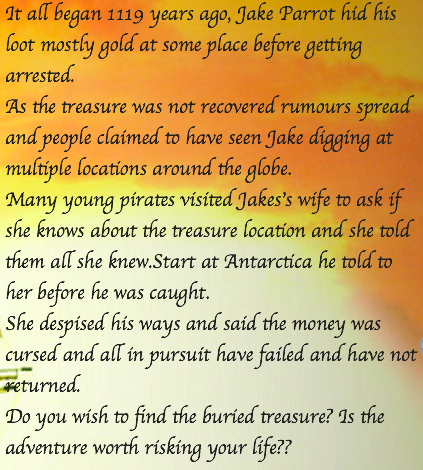 It all began 1119 years ago, Jake Parrot hid his
loot mostly gold at some place before getting
arrested.
As the treasure was not recovered rumours spread
and people claimed to have seen Jake digging at
multiple locations around the globe.
Many young pirates visited Jakes's wife to ask if
she knows about the treasure location and she told
them all she knew.Start at Antarctica he told to
her before he was caught.
She despised his ways and said the money was
cursed and all in pursuit have failed and have not
returned.
Do you wish to find the buried treasure? Is the
adventure worth risking your life??